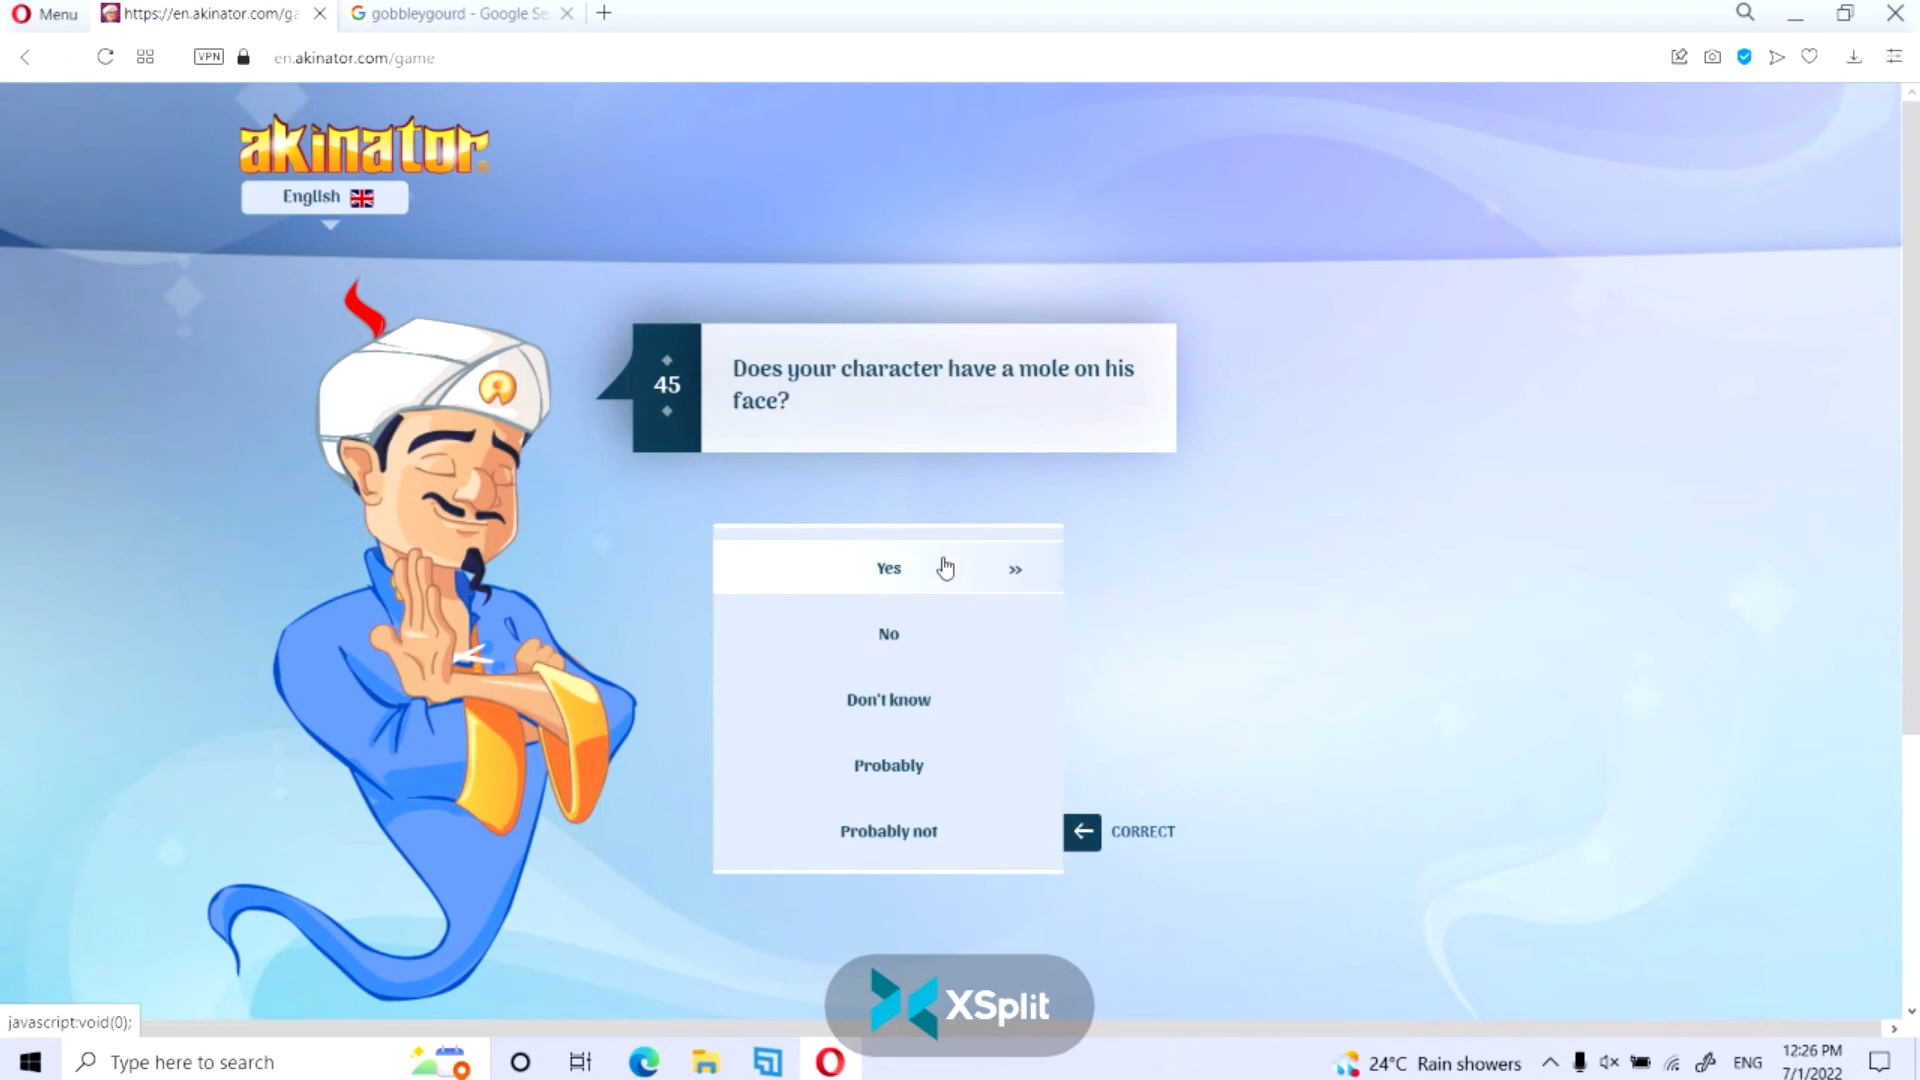 Menu
https://en.akinator.com/ga
gobbleygourd - Google Se
VPN
en.akinator.com/game
akinator
English
45
Does your character have a mole on his
face?
Yes
No
Don't know
Probably
Probably not
CORRECT
XSplit
javascript:void(0);
Type here to search
24°C Rain showers
ENG
12:26 PM
7/1/2022